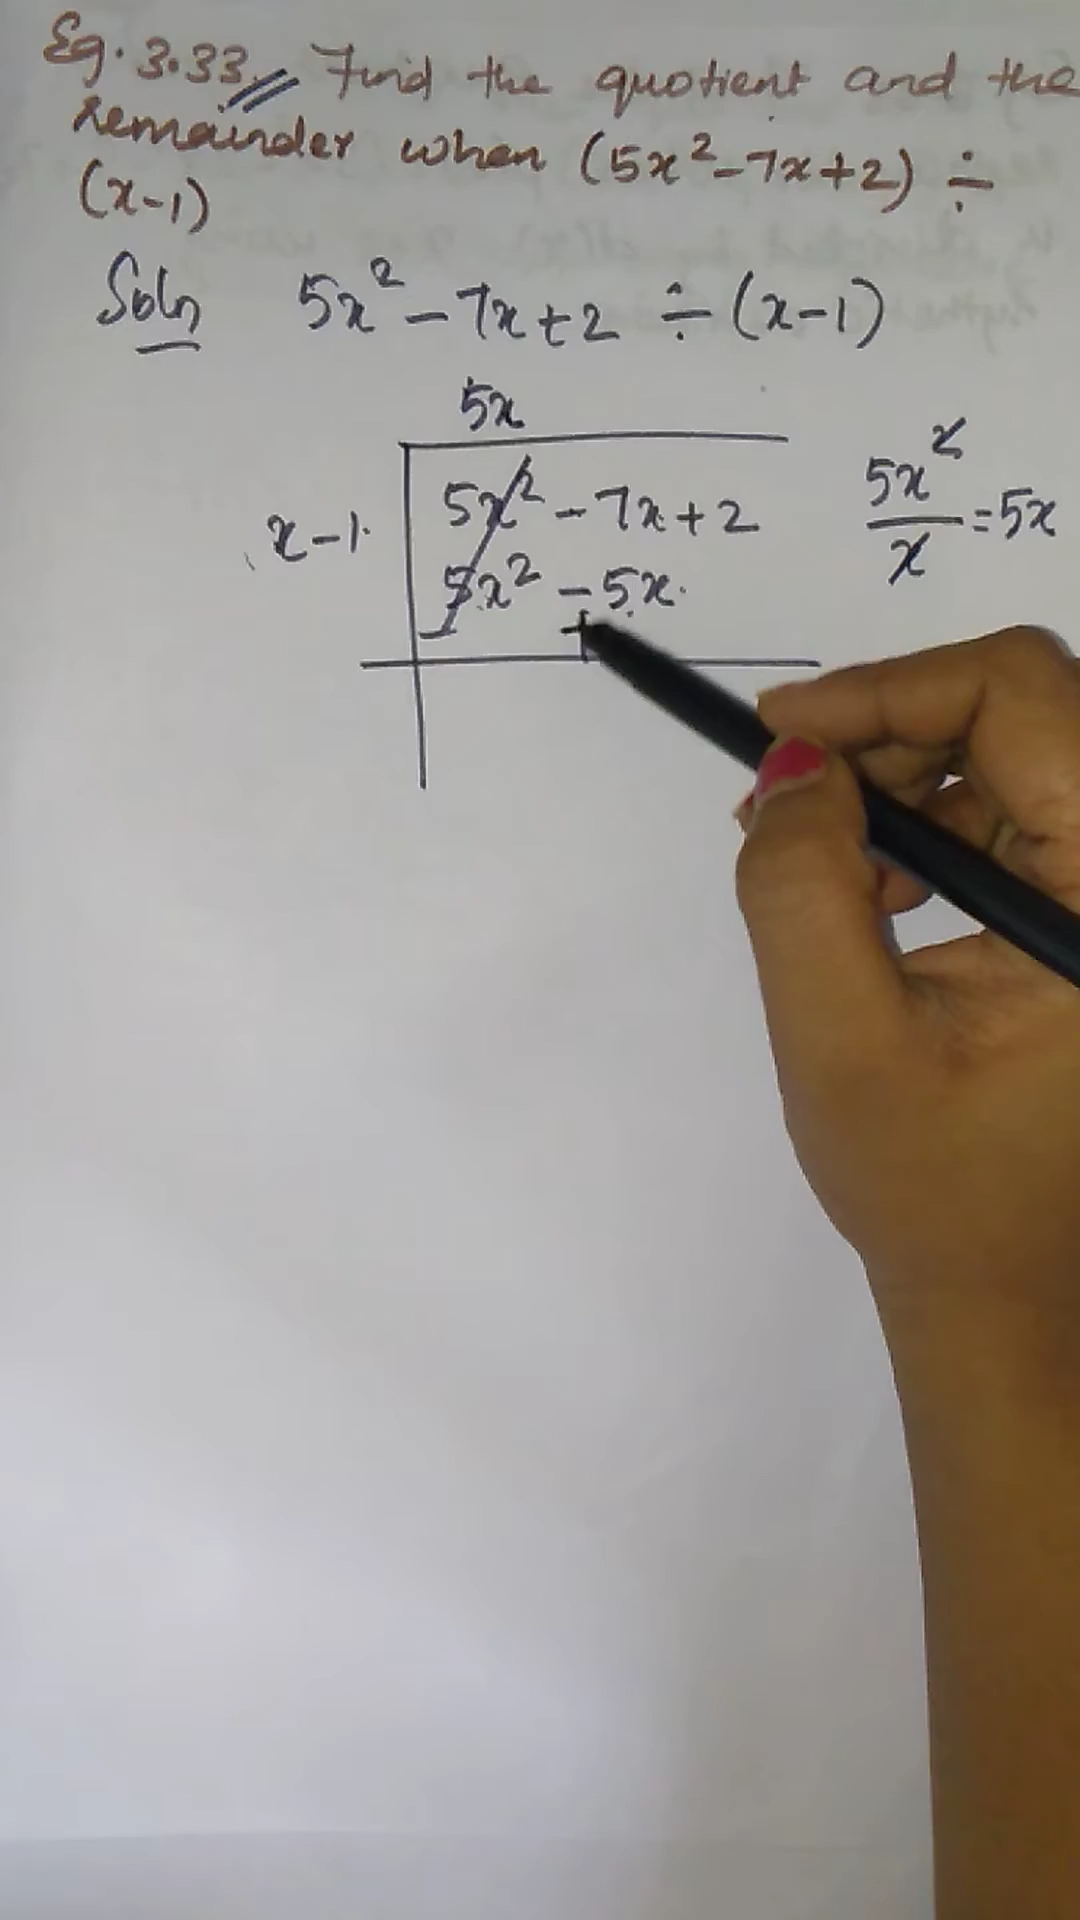 Eg. 3.33 Find the quotient and the
remainder when (5x²-7x+2) ÷
(x-1)
Soln 5x² - 7x + 2 ÷ (x-1)
5x
x-1 5x² - 7x + 2
5x² - 5x
- +
5x²/x = 5x